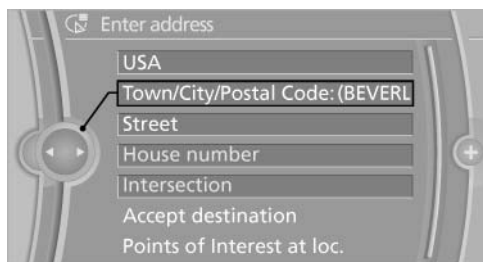 Enter address
USA
Town/City/Postal Code: (BEVERL
Street
House number
Intersection
Accept destination
Points of Interest at loc.